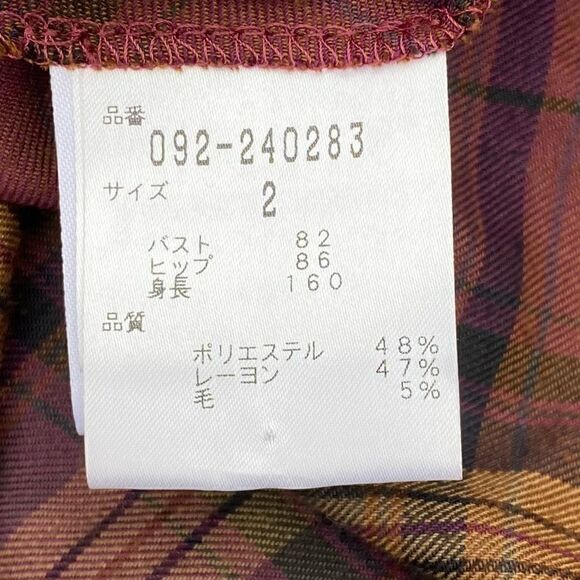 品番
092-240283
サイズ
2
バスト 82
ヒップ 86
身長 160
品質
ポリエステル 48%
レーヨン 47%
毛 5%